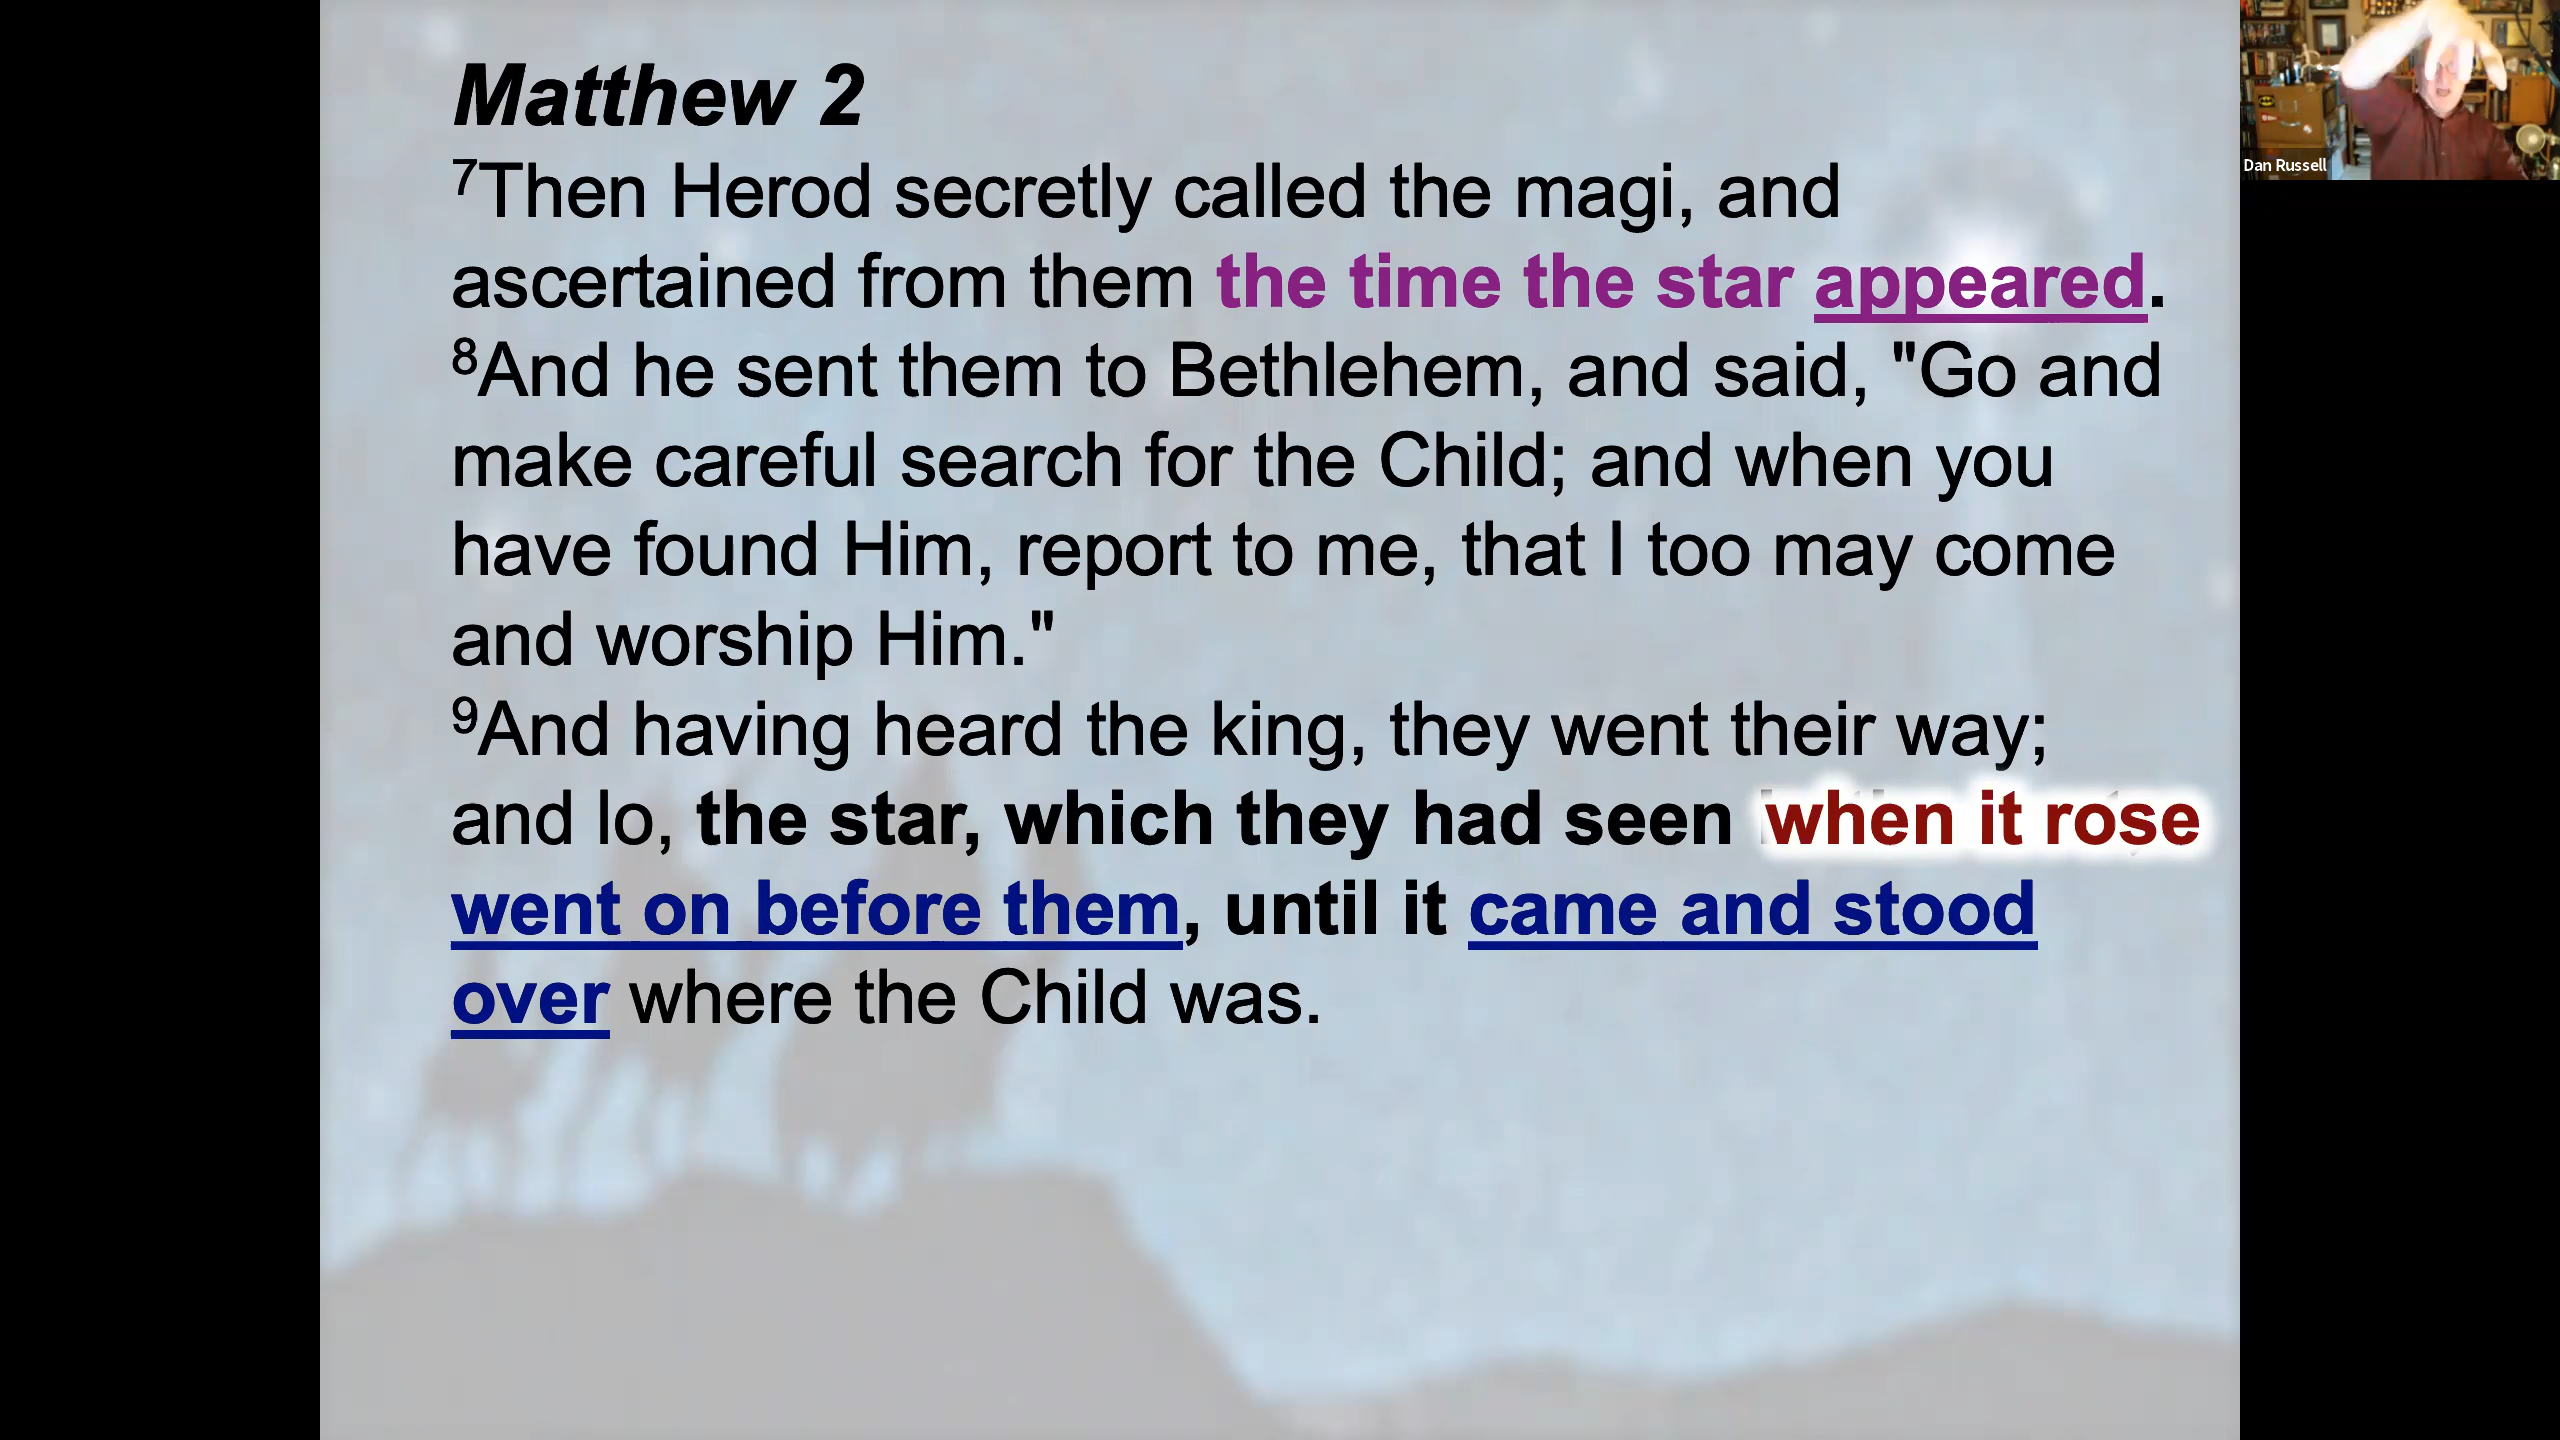 Matthew 2
7Then Herod secretly called the magi, and
ascertained from them the time the star appeared.
8And he sent them to Bethlehem, and said, "Go and
make careful search for the Child; and when you
have found Him, report to me, that I too may come
and worship Him."
9And having heard the king, they went their way;
and lo, the star, which they had seen when it rose
went on before them, until it came and stood
over where the Child was.
Dan Russell